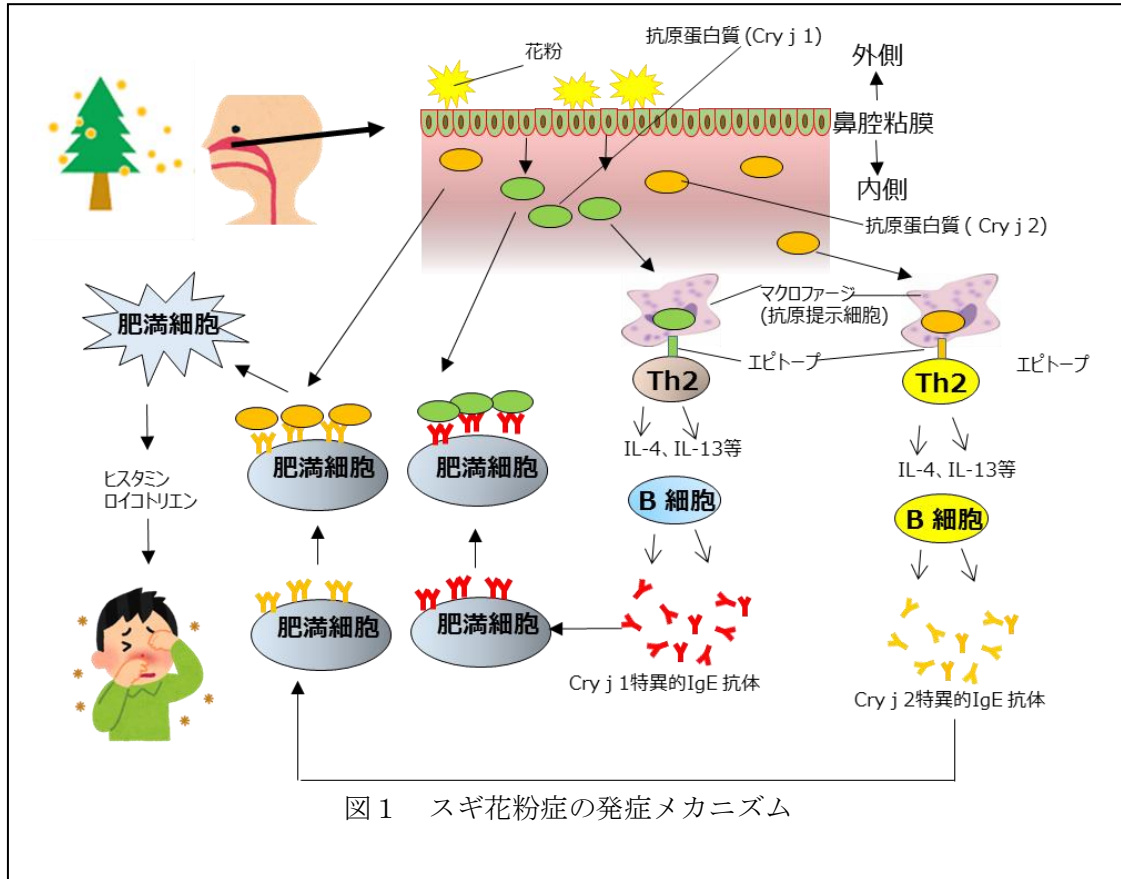 抗原蛋白質(Cry j 1)
花粉
外側
鼻腔粘膜
内側
抗原蛋白質 ( Cry j 2)
肥満細胞
マクロファージ
(抗原提示細胞)
エピトープ
エピトープ
Th2
Th2
肥満細胞
肥満細胞
IL-4、IL-13等
IL-4、IL-13等
ヒスタミン
ロイコトリエン
B 細胞
B 細胞
肥満細胞
肥満細胞
Cry j 1特異的IgE 抗体
Cry j 2特異的IgE 抗体
図1 スギ花粉症の発症メカニズム